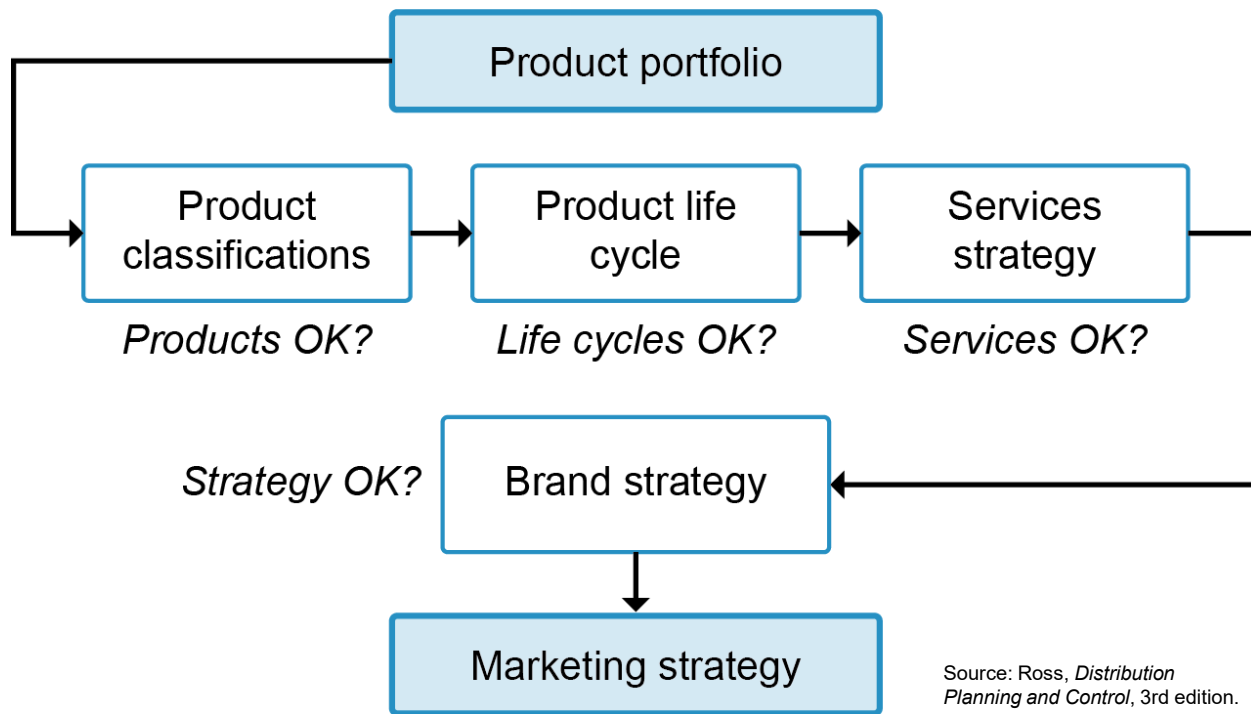 Product portfolio
Product
classifications
Product life
cycle
Services
strategy
Products OK?
Life cycles OK?
Services OK?
Strategy OK?
Brand strategy
Marketing strategy
Source: Ross, Distribution
Planning and Control, 3rd edition.